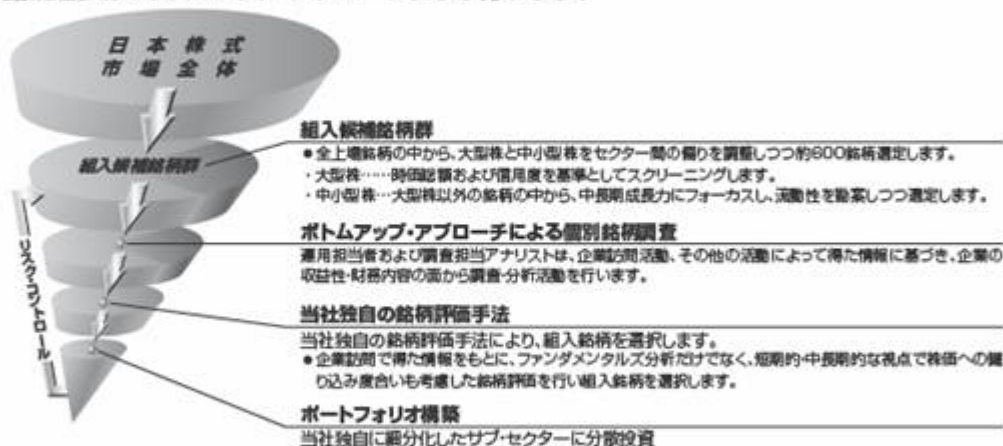 日本株式
市場全体
組入候補銘柄群
リスク・コントロール
組入候補銘柄群
●全上場銘柄の中から、大型株と中小型株をセクター間の偏りを調整しつつ約600銘柄選定します。
・大型株……時価総額および信用度を基準としてスクリーニングします。
・中小型株…大型株以外の銘柄の中から、中長期成長力にフォーカスし、流動性を勘案しつつ選定します。
ボトムアップ・アプローチによる個別銘柄調査
運用担当者および調査担当アナリストは、企業訪問活動、その他の活動によって得た情報に基づき、企業の
収益性・財務内容の面から調査・分析活動を行います。
当社独自の銘柄評価手法
当社独自の銘柄評価手法により、組入銘柄を選択します。
●企業訪問で得た情報をもとに、ファンダメンタルズ分析だけでなく、短期的・中長期的な視点で株価への織
り込み度合いも考慮した銘柄評価を行い組入銘柄を選択します。
ポートフォリオ構築
当社独自に細分化したサブ・セクターに分散投資